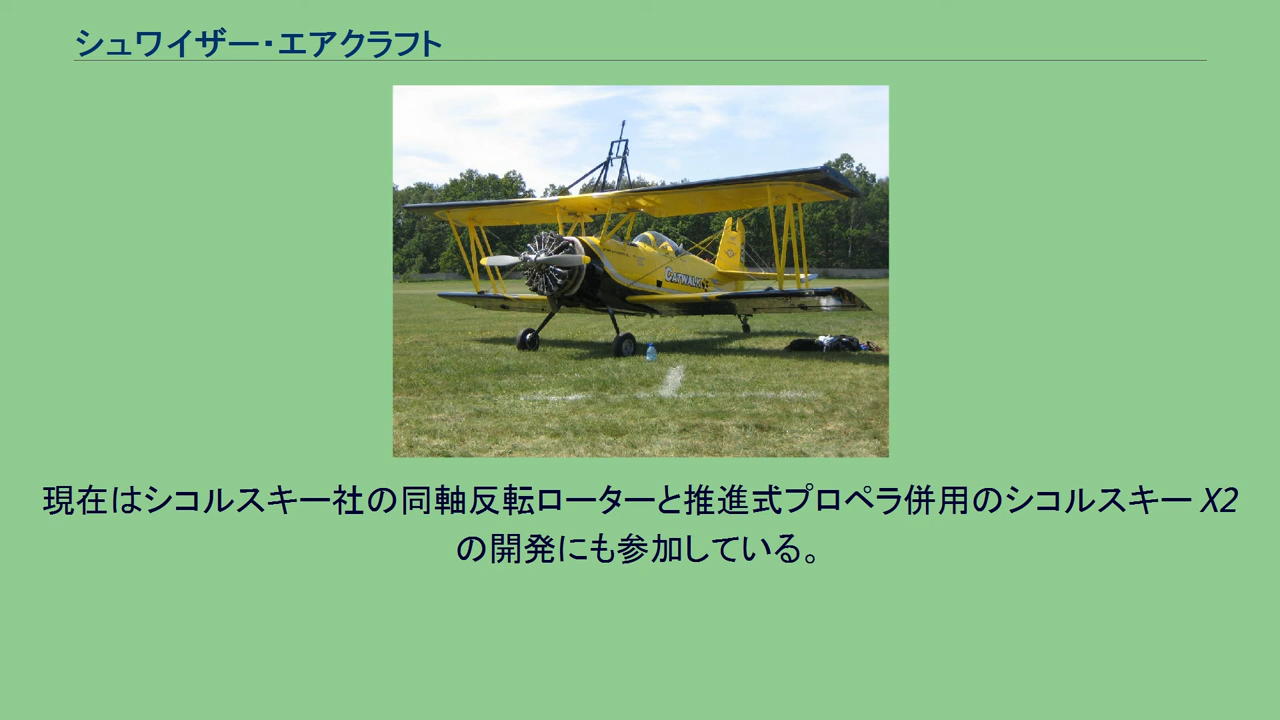 シュワイザー・エアクラフト
CATWALK
現在はシコルスキー社の同軸反転ローターと推進式プロペラ併用のシコルスキー X2
の開発にも参加している。